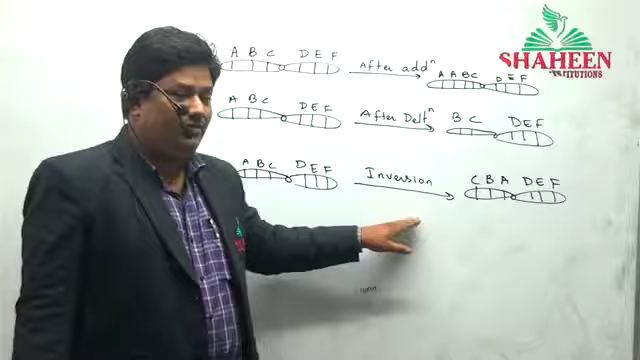 A B C D E F After addⁿ A A B C D E F
A B C D E F After Deltⁿ B C D E F
A B C D E F Inversion C B A D E F
SHAHEEN
INSTITUTIONS